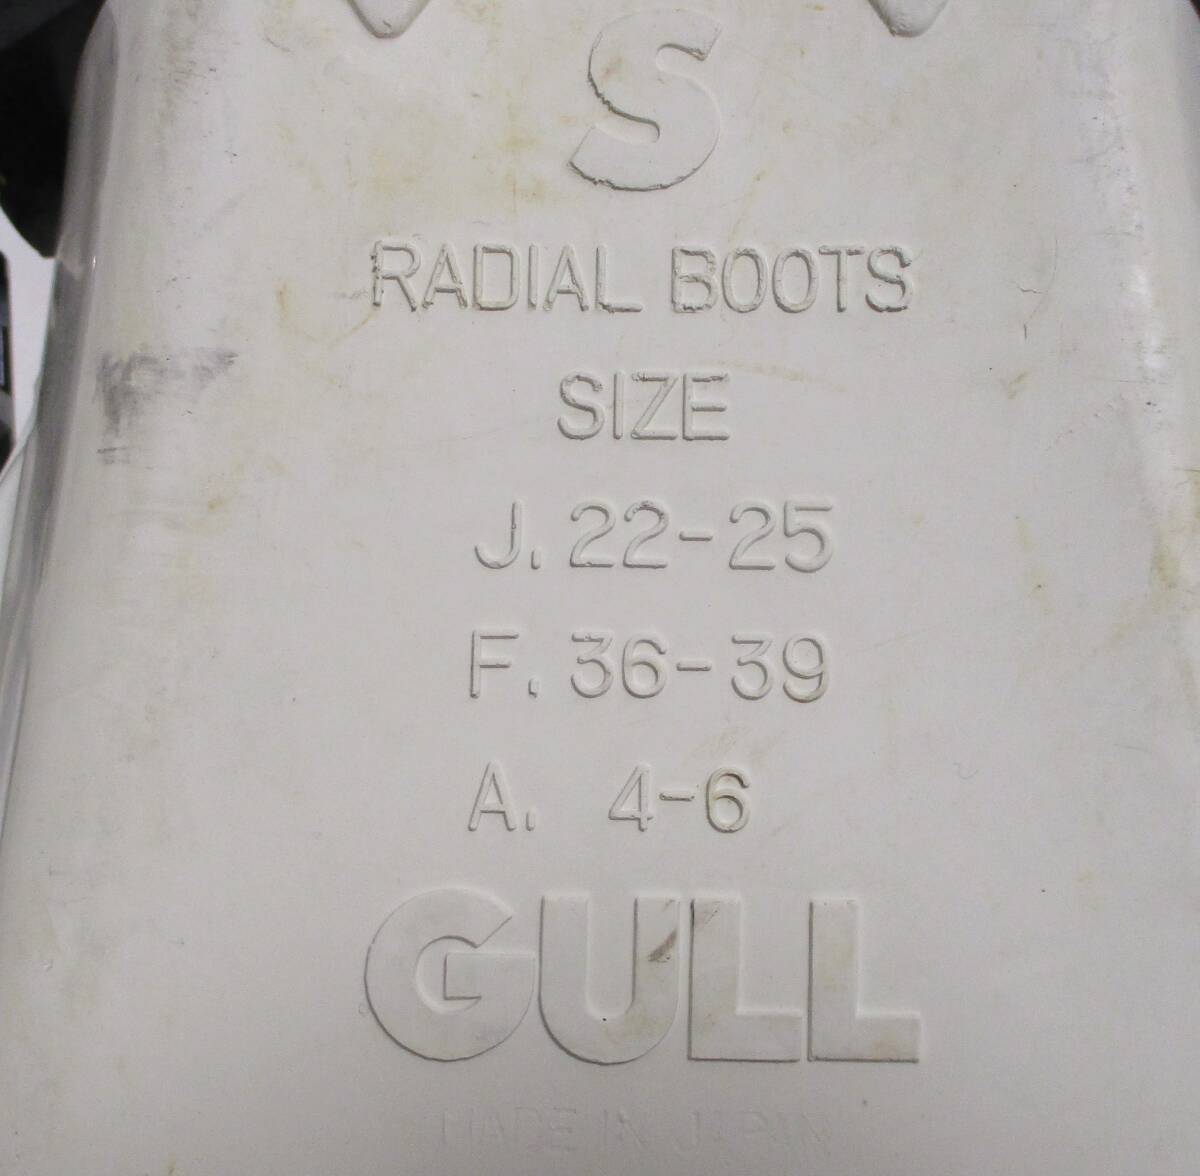 S
RADIAL BOOTS
SIZE
J. 22-25
F. 36-39
A. 4-6
GULL
MADE IN JAPAN